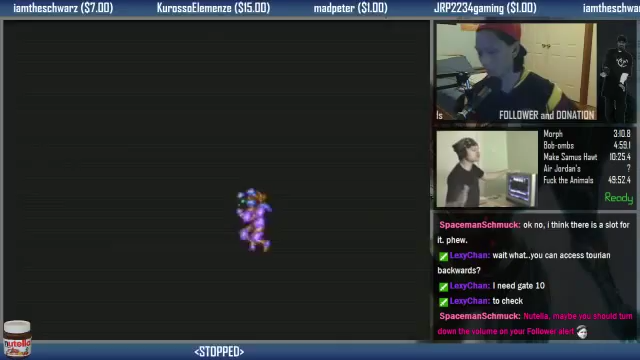 iamtheschwarz ($7.00) KurossoElemenze ($15.00) madpeter ($1.00) JRP2234gaming ($1.00) iamtheschwa
ls FOLLOWER and DONATION
Morph 3:10.8
Bob-ombs 4:59.1
Make Samus Hawt 10:25.4
Air Jordan's ?
Fuck the Animals 49:52.4
Ready
SpacemanSchmuck: ok no, i think there is a slot for
it, phew.
LexyChan: wait what..you can access tourian
backwards?
LexyChan: I need gate 10
LexyChan: to check
SpacemanSchmuck: Nutella, maybe you should turn
down the volume on your Follower alert
nutella
<STOPPED>